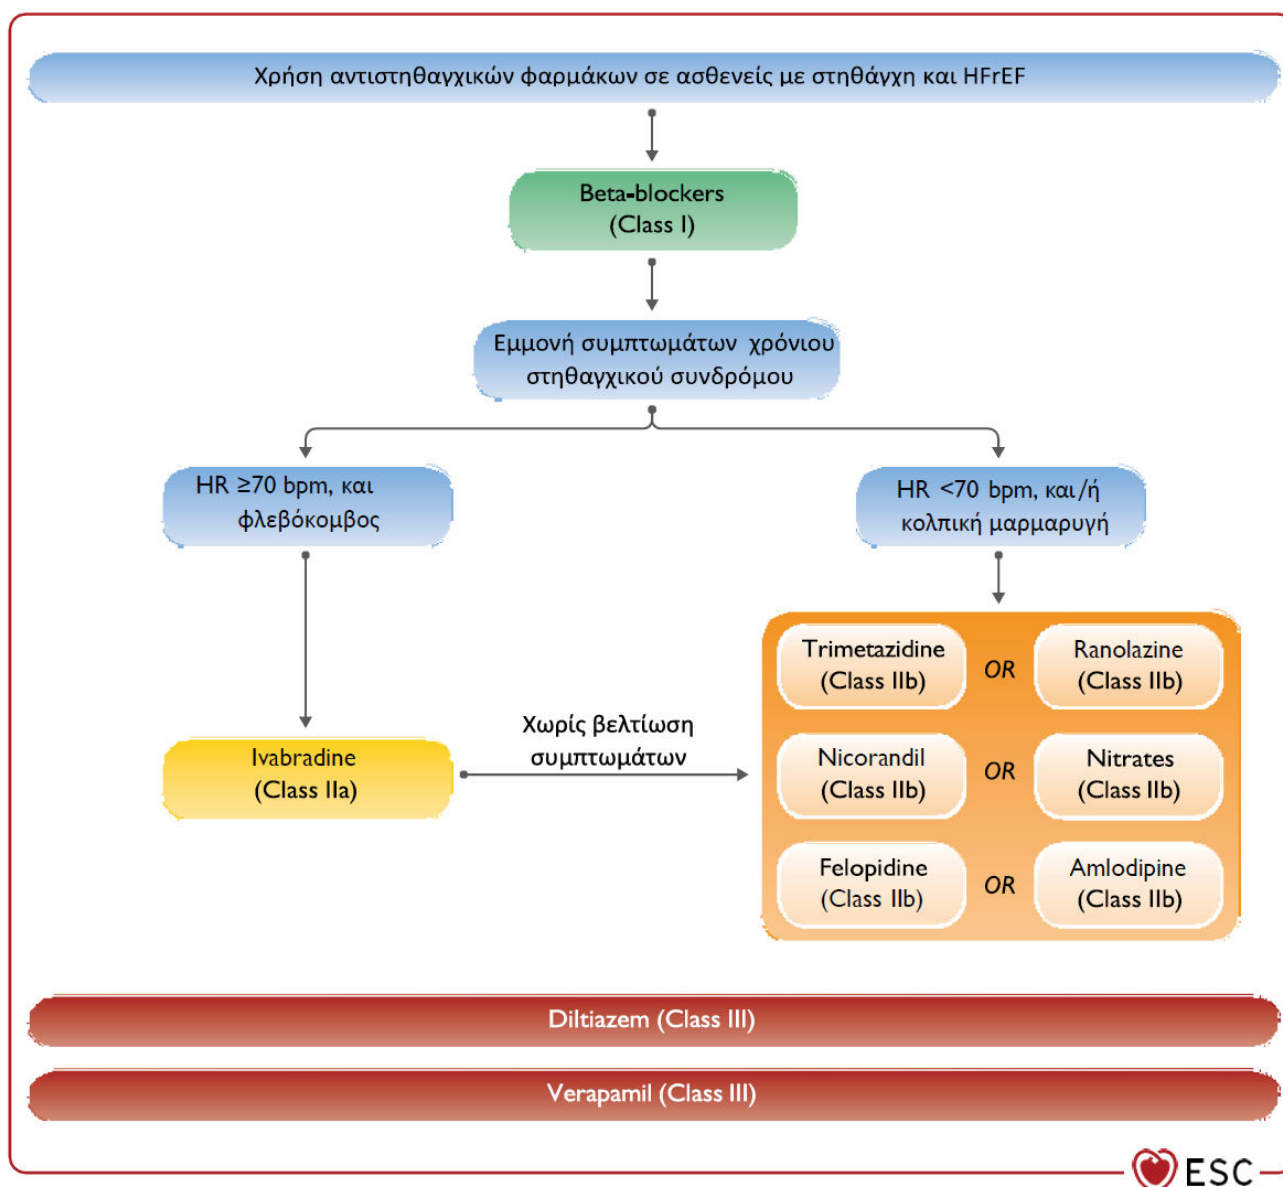 Χρήση αντιστηθαγχικών φαρμάκων σε ασθενείς με στηθάγχη και HFrEF
Beta-blockers
(Class I)
Εμμονή συμπτωμάτων χρόνιου
στηθαγχικού συνδρόμου
HR ≥70 bpm, και
φλεβόκομβος
HR <70 bpm, και/ή
κολπική μαρμαρυγή
Trimetazidine
(Class IIb)
OR
Ranolazine
(Class IIb)
Ivabradine
(Class IIa)
Χωρίς βελτίωση
συμπτωμάτων
Nicorandil
(Class IIb)
OR
Nitrates
(Class IIb)
Felopidine
(Class IIb)
OR
Amlodipine
(Class IIb)
Diltiazem (Class III)
Verapamil (Class III)
ESC